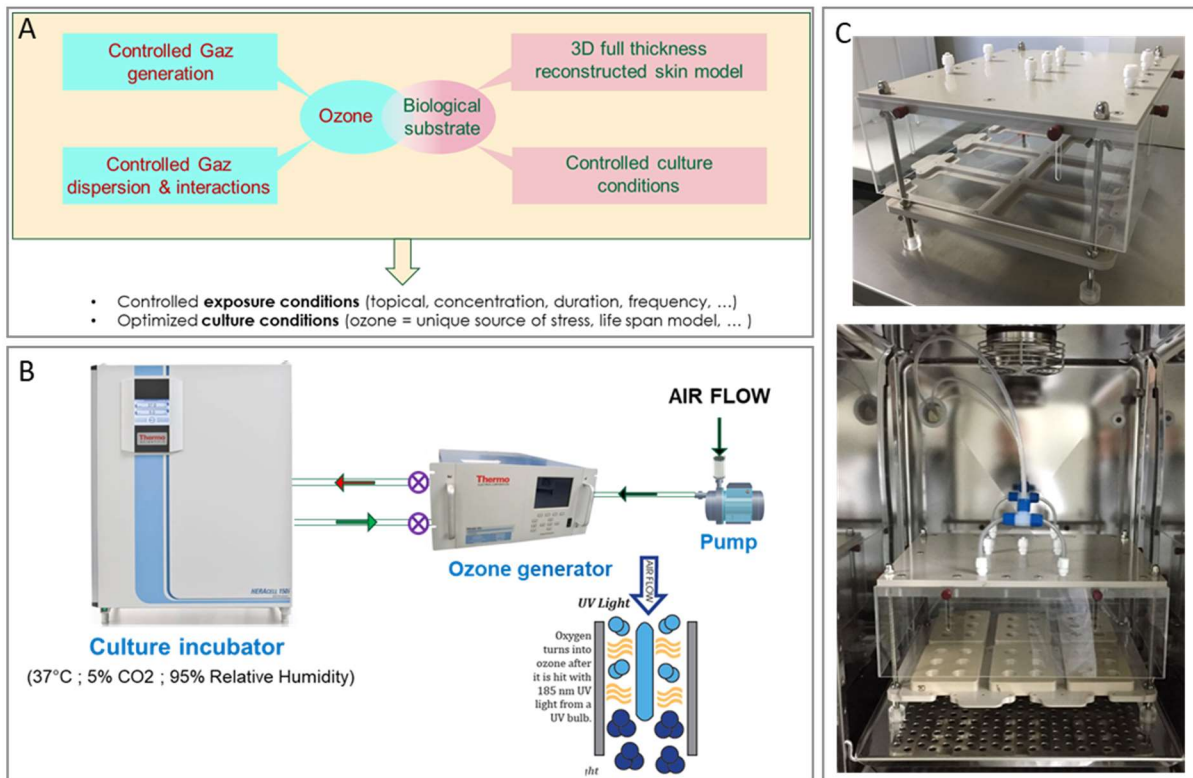 A
Controlled Gaz
generation
3D full thickness
reconstructed skin model
Ozone
Biological
substrate
Controlled Gaz
dispersion & interactions
Controlled culture
conditions
• Controlled exposure conditions (topical, concentration, duration, frequency, ...)
• Optimized culture conditions (ozone = unique source of stress, life span model, ... )
B
Thermo
HERACELL 150i
Culture incubator
(37°C ; 5% CO2 ; 95% Relative Humidity)
Thermo
Ozone generator
AIR FLOW
Pump
AIR FLOW
UV Light
Oxygen
turns into
ozone after
it is hit with
185 nm UV
light from a
UV bulb.
ght
C